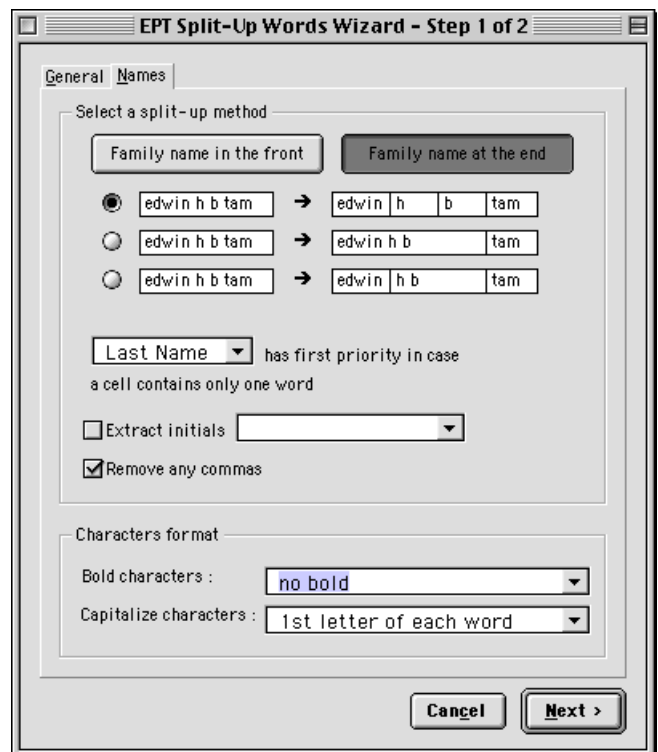 EPT Split-Up Words Wizard - Step 1 of 2
General Names
Select a split-up method
Family name in the front Family name at the end
edwin h b tam ➔ edwin h b tam
edwin h b tam ➔ edwin h b tam
edwin h b tam ➔ edwin h b tam
Last Name has first priority in case
a cell contains only one word
Extract initials
Remove any commas
Characters format
Bold characters : no bold
Capitalize characters : 1st letter of each word
Cancel Next >